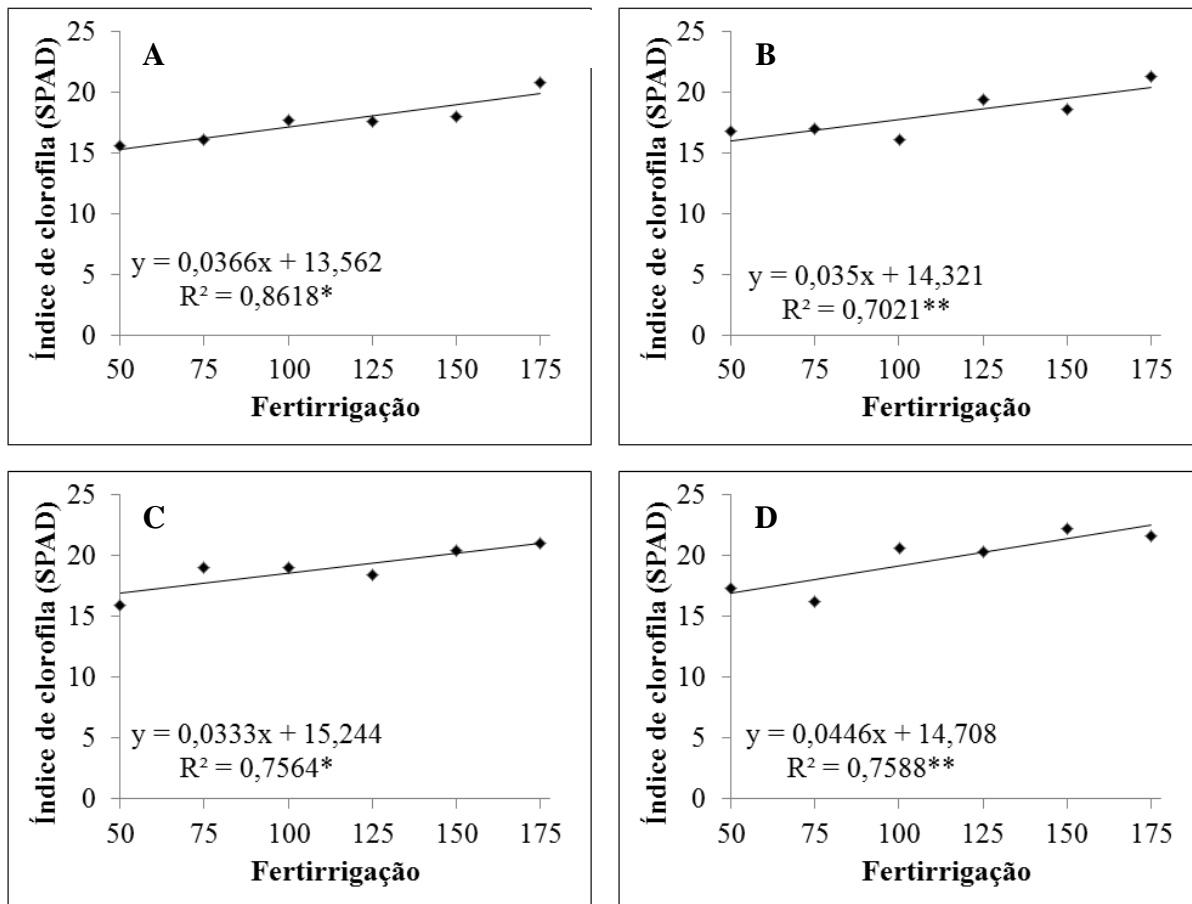 A
Índice de clorofila (SPAD)
25
20
15
10
5
0
y = 0,0366x + 13,562
R² = 0,8618*
50 75 100 125 150 175
Fertirrigação
B
Índice de clorofila (SPAD)
25
20
15
10
5
0
y = 0,035x + 14,321
R² = 0,7021**
50 75 100 125 150 175
Fertirrigação
C
Índice de clorofila (SPAD)
25
20
15
10
5
0
y = 0,0333x + 15,244
R² = 0,7564*
50 75 100 125 150 175
Fertirrigação
D
Índice de clorofila (SPAD)
25
20
15
10
5
0
y = 0,0446x + 14,708
R² = 0,7588**
50 75 100 125 150 175
Fertirrigação